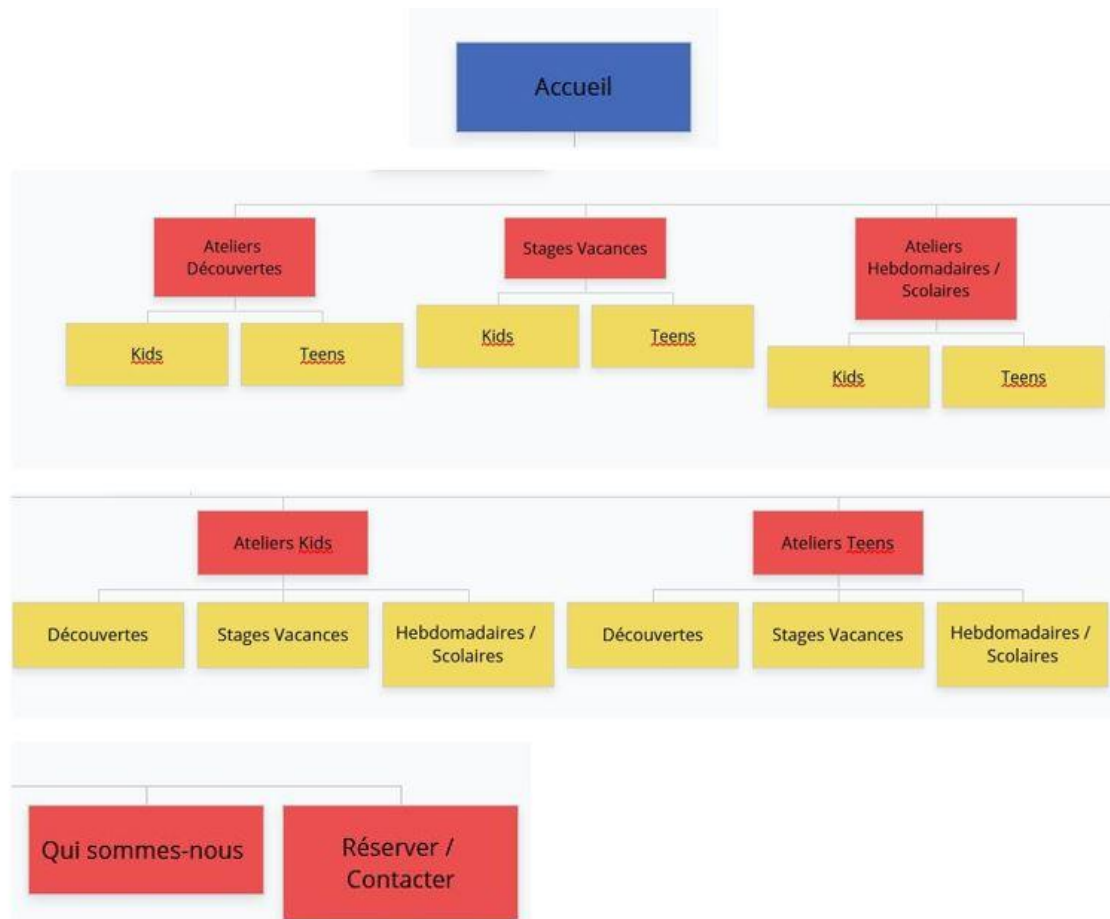 Accueil
Ateliers
Découvertes
Stages Vacances
Ateliers
Hebdomadaires /
Scolaires
Kids
Teens
Kids
Teens
Kids
Teens
Ateliers Kids
Ateliers Teens
Découvertes
Stages Vacances
Hebdomadaires /
Scolaires
Découvertes
Stages Vacances
Hebdomadaires /
Scolaires
Qui sommes-nous
Réserver /
Contacter